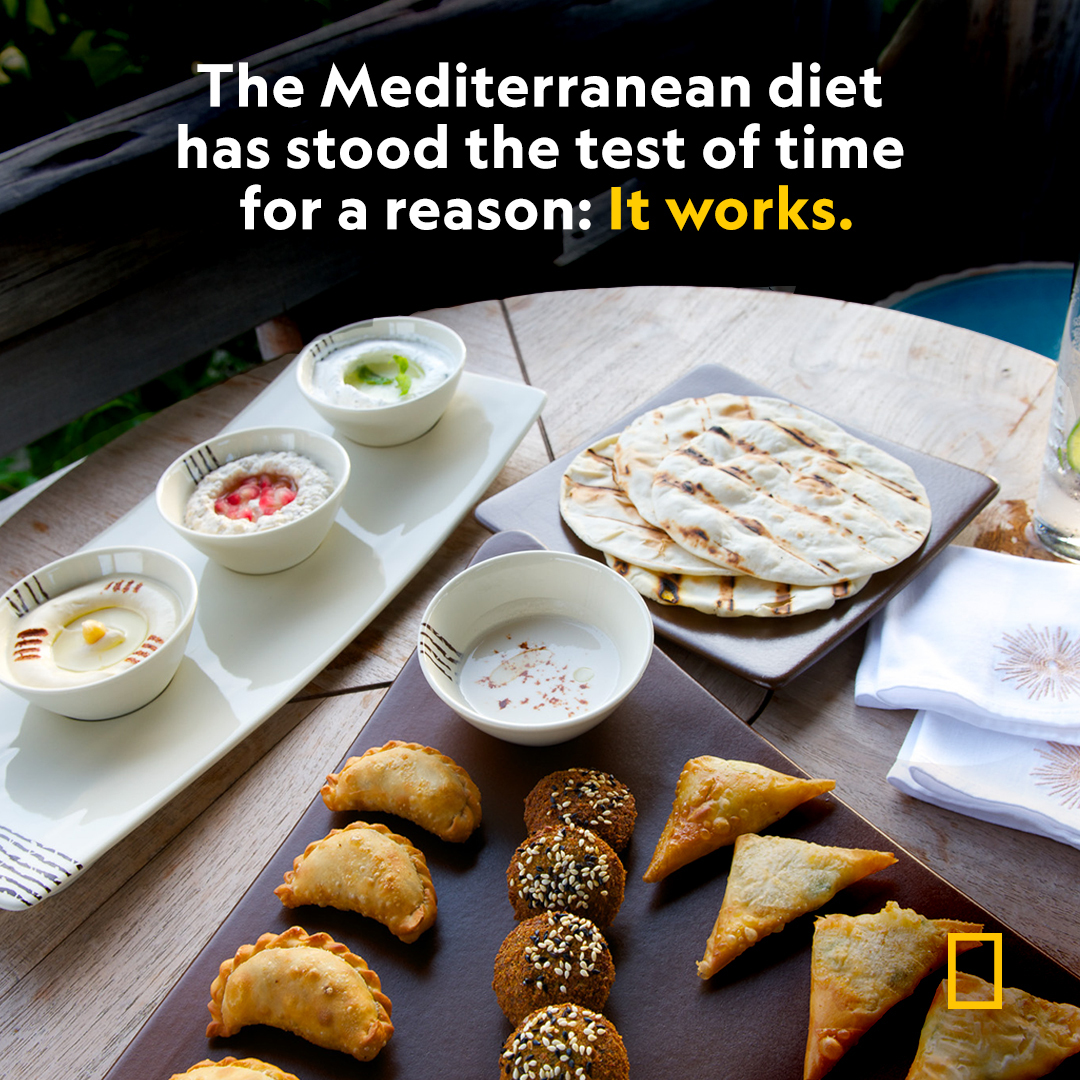 The Mediterranean diet
has stood the test of time
for a reason: It works.